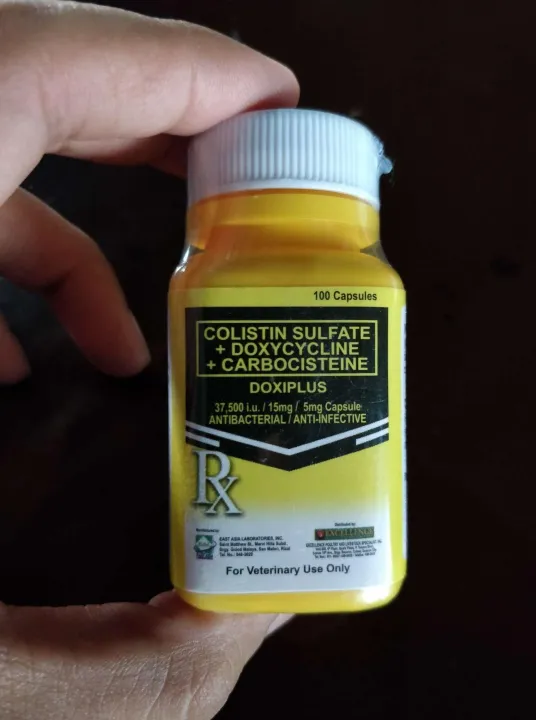 100 Capsules
COLISTIN SULFATE
+ DOXYCYCLINE
+ CARBOCISTEINE
DOXIPLUS
37,500 i.u. / 15mg / 5mg Capsule
ANTIBACTERIAL / ANTI-INFECTIVE
Rx
EAST ASIA LABORATORIES, INC.
EXCELLENCE
For Veterinary Use Only